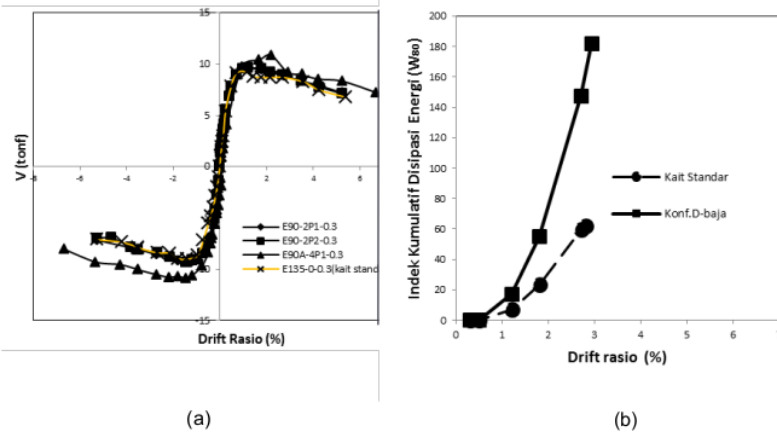 15
10
5
0
-8
-6
-4
-2
0
2
4
6
-10
-15
V (tonf)
Drift Rasio (%)
E90-2P1-0.3
E90-2P2-0.3
E90A-4P1-0.3
E135-0-0.3(kait stand
(a)
200
180
160
140
120
100
80
60
40
20
0
0
1
2
3
4
5
6
Indek Kumulatif Disipasi Energi (W80)
Drift rasio (%)
Kait Standar
Konf.D-baja
(b)